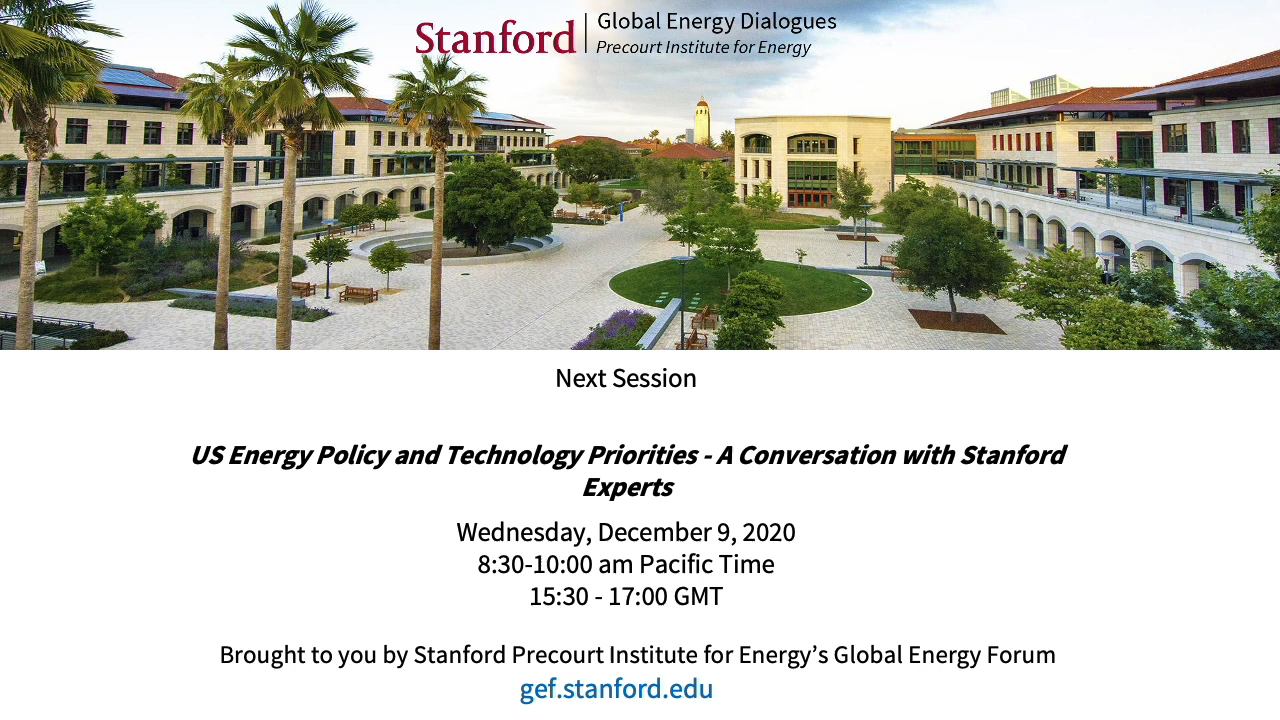 Stanford
Global Energy Dialogues
Precourt Institute for Energy
Next Session
US Energy Policy and Technology Priorities - A Conversation with Stanford
Experts
Wednesday, December 9, 2020
8:30-10:00 am Pacific Time
15:30 - 17:00 GMT
Brought to you by Stanford Precourt Institute for Energy’s Global Energy Forum
gef.stanford.edu